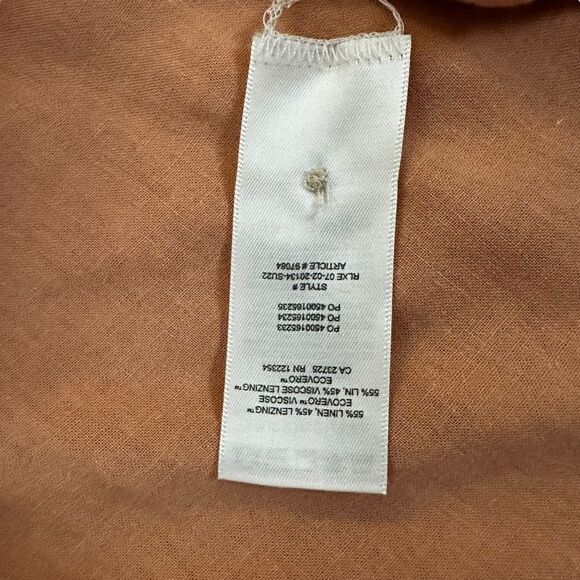 55% LINEN, 45% LENZING™
ECOVERO™ VISCOSE
55% LIN, 45% VISCOSE LENZING™
ECOVERO™
CA 23725 RN 122354
PO 4500165233
PO 4500165234
PO 4500165235
STYLE #
RLXE 07-02-20134-SU22
ARTICLE # 97084